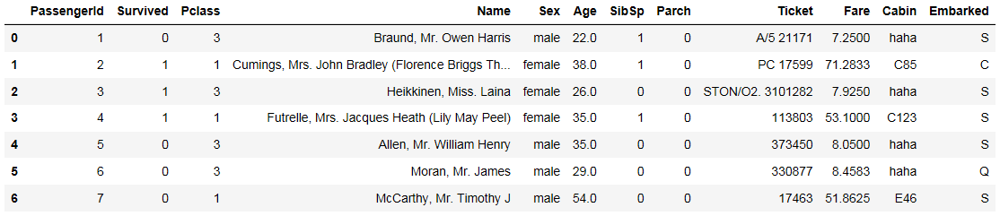 PassengerId Survived Pclass Name Sex Age SibSp Parch Ticket Fare Cabin Embarked
0 1 0 3 Braund, Mr. Owen Harris male 22.0 1 0 A/5 21171 7.2500 haha S
1 2 1 1 Cumings, Mrs. John Bradley (Florence Briggs Th... female 38.0 1 0 PC 17599 71.2833 C85 C
2 3 1 3 Heikkinen, Miss. Laina female 26.0 0 0 STON/O2. 3101282 7.9250 haha S
3 4 1 1 Futrelle, Mrs. Jacques Heath (Lily May Peel) female 35.0 1 0 113803 53.1000 C123 S
4 5 0 3 Allen, Mr. William Henry male 35.0 0 0 373450 8.0500 haha S
5 6 0 3 Moran, Mr. James male 29.0 0 0 330877 8.4583 haha Q
6 7 0 1 McCarthy, Mr. Timothy J male 54.0 0 0 17463 51.8625 E46 S